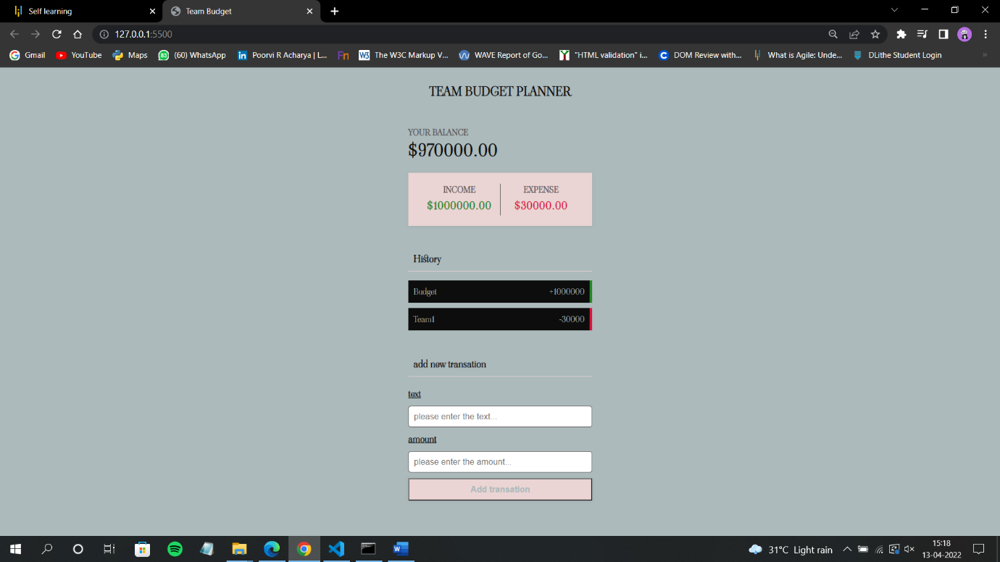 Self learning
Team Budget
127.0.0.1:5500
Gmail
YouTube
Maps
(60) WhatsApp
Poorvi R Acharya | L...
Fn
W3 The W3C Markup V...
WAVE Report of Go...
"HTML validation" i...
DOM Review with...
What is Agile: Unde...
DLithe Student Login
TEAM BUDGET PLANNER
YOUR BALANCE
$970000.00
INCOME EXPENSE
$1000000.00 $30000.00
History
Budget +1000000
Team1 -30000
add new transation
text
please enter the text...
amount
please enter the amount...
Add transation
31°C Light rain
15:18
13-04-2022